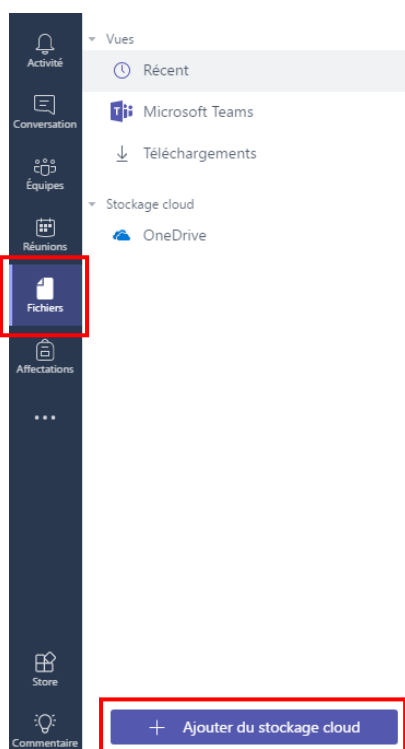 Activité
Conversation
Équipes
Réunions
Fichiers
Affectations
Store
Commentaire
Vues
Récent
Microsoft Teams
Téléchargements
Stockage cloud
OneDrive
+ Ajouter du stockage cloud